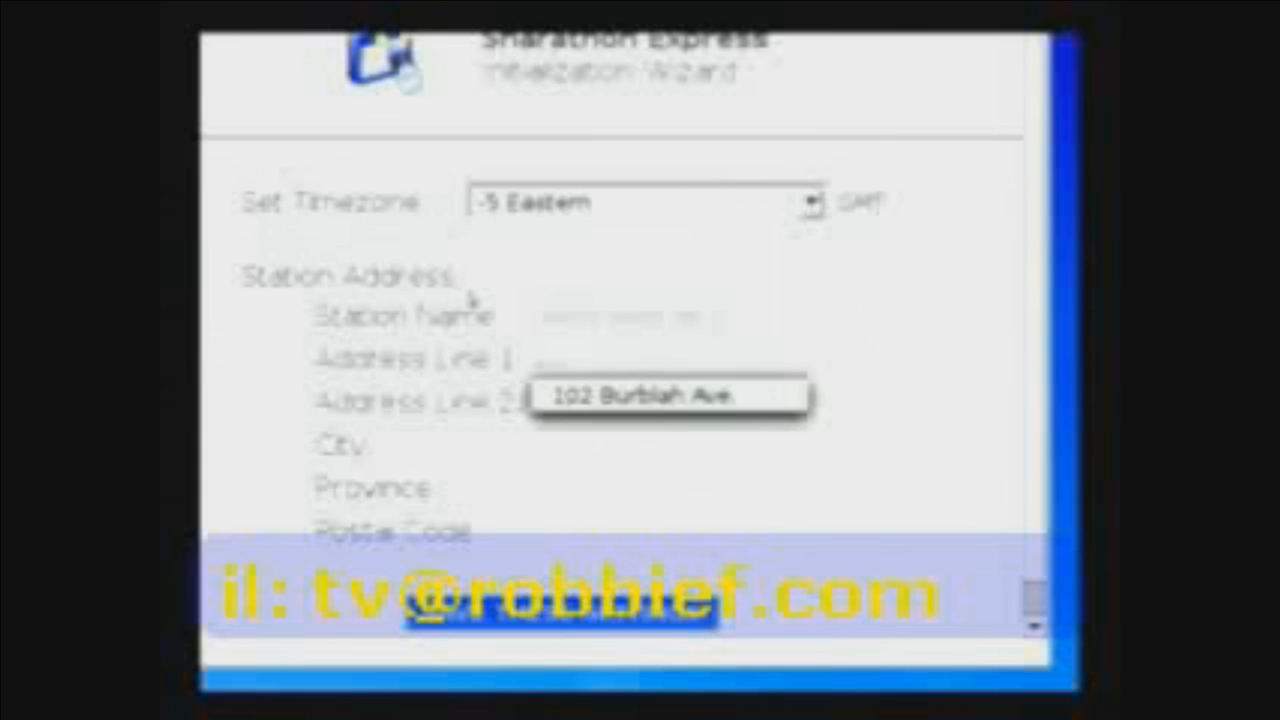 Sharathon Express
Initialization Wizard
Set Timezone -5 Eastern GMT
Station Address
Station Name
Address Line 1
Address Line 2
102 Burblah Ave.
City
Province
Postal Code
il: tv@robbief.com